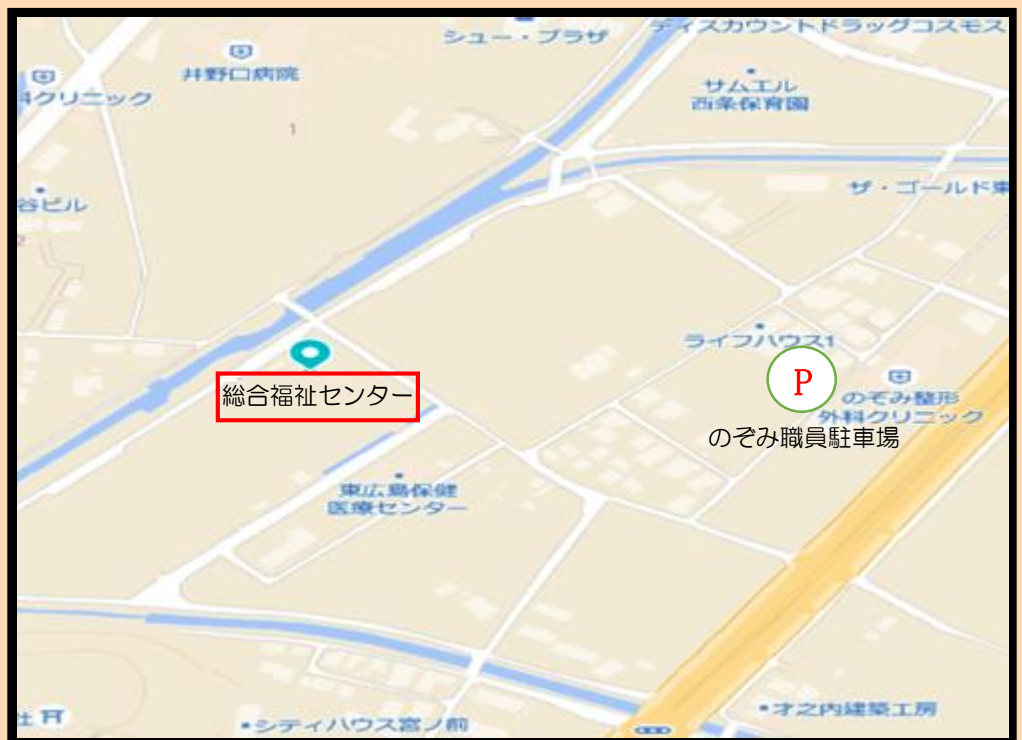 シュー・プラザ
ディスカウントドラッグコスモス
井野口病院
科クリニック
サムエル
西条保育園
1
谷ビル
ザ・ゴールド東
2
ライフハウス1
P
総合福祉センター
のぞみ整形
外科クリニック
のぞみ職員駐車場
東広島保健
医療センター
社
シティハウス宮ノ前
才之内建築工房